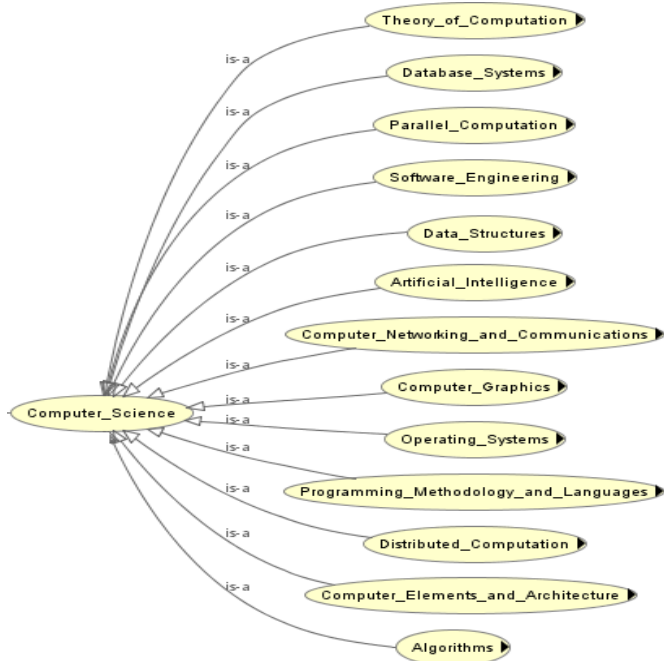 Theory_of_Computation
is-a
Database_Systems
is-a
Parallel_Computation
is-a
Software_Engineering
is-a
Data_Structures
is-a
Artificial_Intelligence
is-a
Computer_Networking_and_Communications
is-a
Computer_Graphics
is-a
Computer_Science
is-a
Operating_Systems
is-a
Programming_Methodology_and_Languages
is-a
Distributed_Computation
is-a
Computer_Elements_and_Architecture
is-a
Algorithms